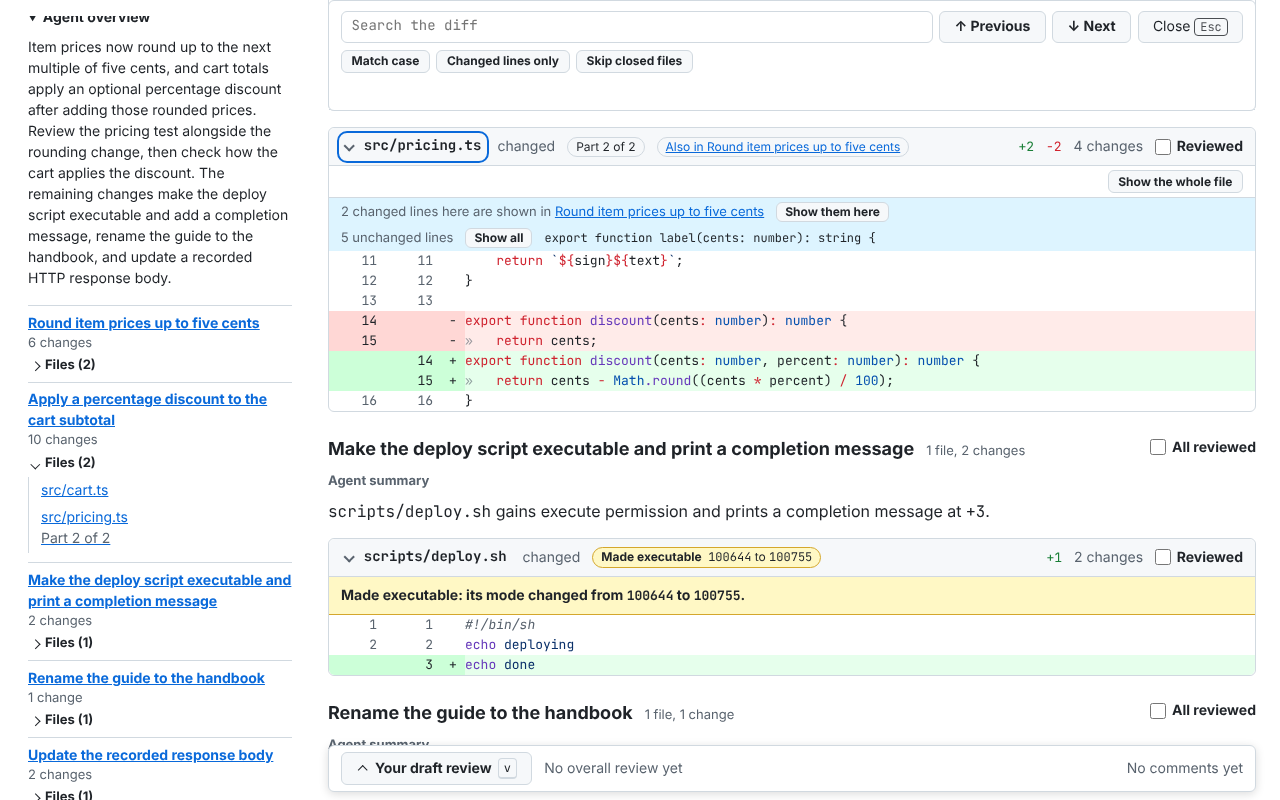 ▼ Agent overview
Item prices now round up to the next
multiple of five cents, and cart totals
apply an optional percentage discount
after adding those rounded prices.
Review the pricing test alongside the
rounding change, then check how the
cart applies the discount. The
remaining changes make the deploy
script executable and add a completion
message, rename the guide to the
handbook, and update a recorded
HTTP response body.
Round item prices up to five cents
6 changes
Files (2)
Apply a percentage discount to the
cart subtotal
10 changes
Files (2)
src/cart.ts
src/pricing.ts
Part 2 of 2
Make the deploy script executable and
print a completion message
2 changes
Files (1)
Rename the guide to the handbook
1 change
Files (1)
Update the recorded response body
2 changes
Files (1)
Search the diff
↑ Previous
↓ Next
Close Esc
Match case
Changed lines only
Skip closed files
src/pricing.ts changed Part 2 of 2 Also in Round item prices up to five cents +2 -2 4 changes Reviewed
Show the whole file
2 changed lines here are shown in Round item prices up to five cents Show them here
5 unchanged lines Show all export function label(cents: number): string {
11 11 return `${sign}${text}`;
12 12 }
13 13
14 - export function discount(cents: number): number {
15 - » return cents;
14 + export function discount(cents: number, percent: number): number {
15 + » return cents - Math.round((cents * percent) / 100);
16 16 }
Make the deploy script executable and print a completion message 1 file, 2 changes All reviewed
Agent summary
scripts/deploy.sh gains execute permission and prints a completion message at +3.
scripts/deploy.sh changed Made executable 100644 to 100755 +1 2 changes Reviewed
Made executable: its mode changed from 100644 to 100755.
1 1 #!/bin/sh
2 2 echo deploying
3 + echo done
Rename the guide to the handbook 1 file, 1 change All reviewed
Agent summary
Your draft review v No overall review yet No comments yet